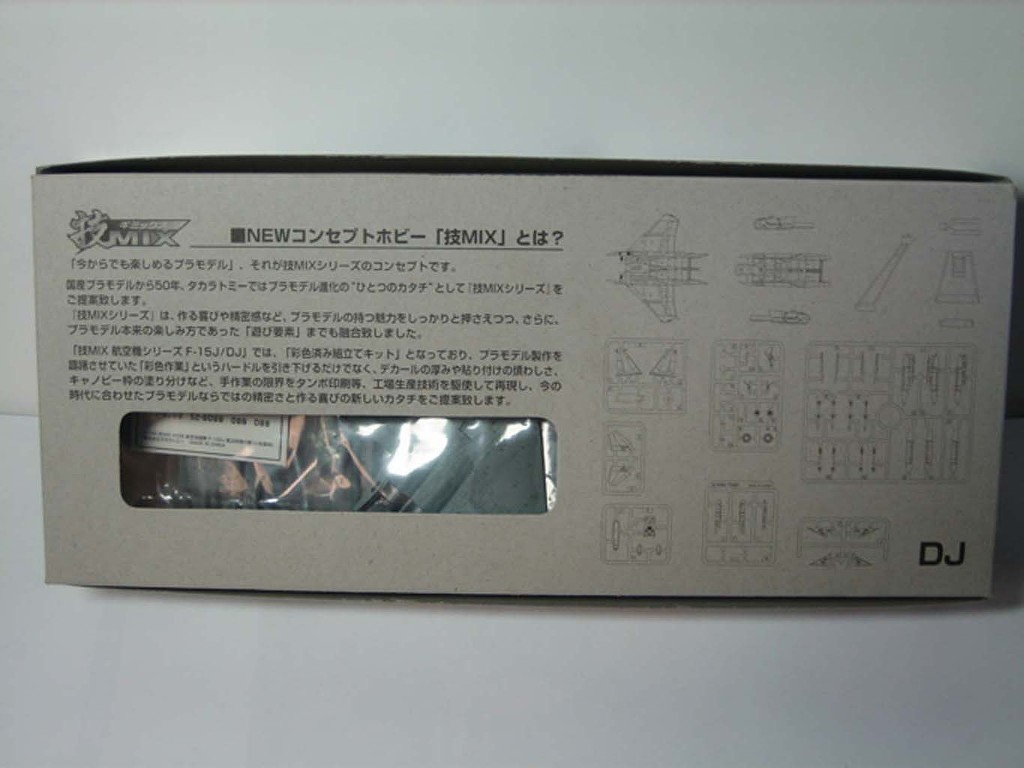 技MIX
ギミックス
■NEWコンセプトホビー「技MIX」とは?
「今からでも楽しめるプラモデル」、それが技MIXシリーズのコンセプトです。
国産プラモデルから50年、タカラトミーではプラモデル進化の"ひとつのカタチ"として『技MIXシリーズ』を
ご提案致します。
『技MIXシリーズ』は、作る喜びや精密感など、プラモデルの持つ魅力をしっかりと押さえつつ、さらに、
プラモデル本来の楽しみ方であった「遊び要素」までも融合致しました。
「技MIX 航空機シリーズ F-15J/DJ」では、「彩色済み組立てキット」となっており、プラモデル製作を
躊躇させていた「彩色作業」というハードルを引き下げるだけでなく、デカールの厚みや貼り付けの煩わしさ、
キャノピー枠の塗り分けなど、手作業の限界をタンポ印刷等、工場生産技術を駆使して再現し、今の
時代に合わせたプラモデルならではの精密さと作る喜びの新しいカタチをご提案致します。
DJ